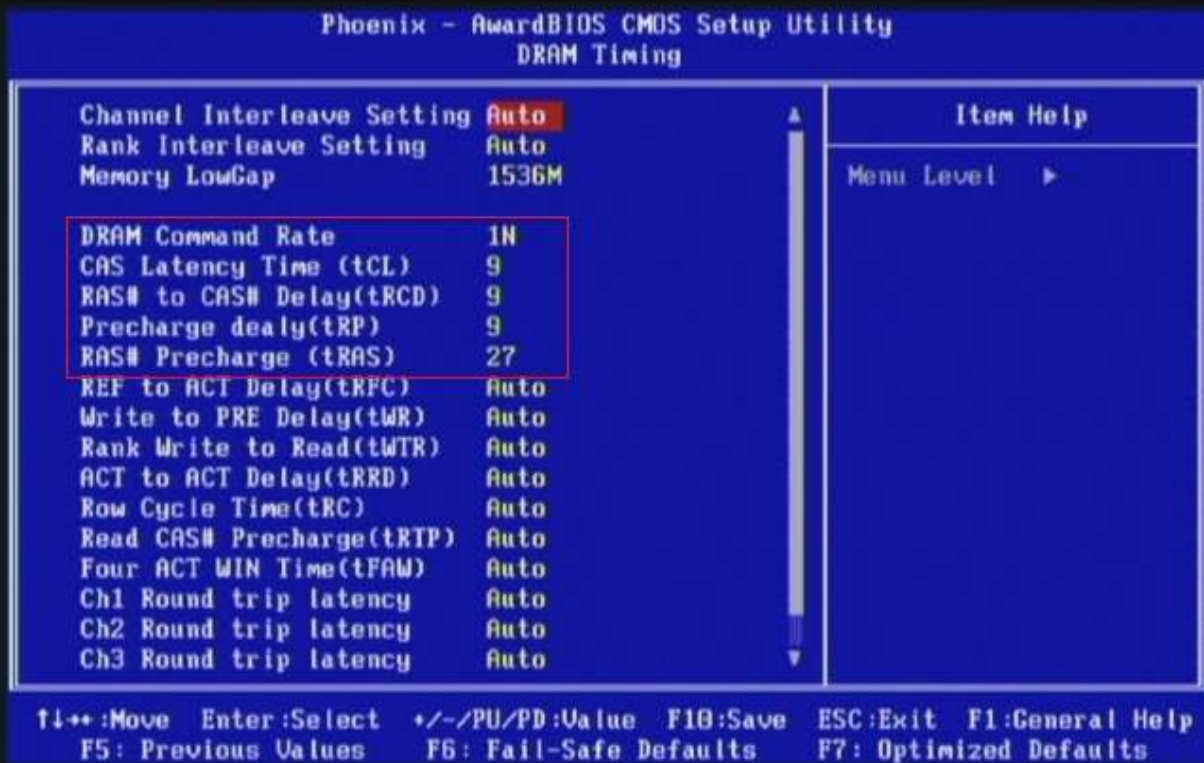 Phoenix - AwardBIOS CMOS Setup Utility
DRAM Timing
Channel Interleave Setting Auto
Rank Interleave Setting Auto
Memory LowGap 1536M
DRAM Command Rate 1N
CAS Latency Time (tCL) 9
RAS# to CAS# Delay(tRCD) 9
Precharge dealy(tRP) 9
RAS# Precharge (tRAS) 27
REF to ACT Delay(tRFC) Auto
Write to PRE Delay(tWR) Auto
Rank Write to Read(tWTR) Auto
ACT to ACT Delay(tRRD) Auto
Row Cycle Time(tRC) Auto
Read CAS# Precharge(tRTP) Auto
Four ACT WIN Time(tFAW) Auto
Ch1 Round trip latency Auto
Ch2 Round trip latency Auto
Ch3 Round trip latency Auto
Item Help
Menu Level ▶
↑↓→←:Move Enter:Select +/-/PU/PD:Value F10:Save ESC:Exit F1:General Help
F5: Previous Values F6: Fail-Safe Defaults F7: Optimized Defaults